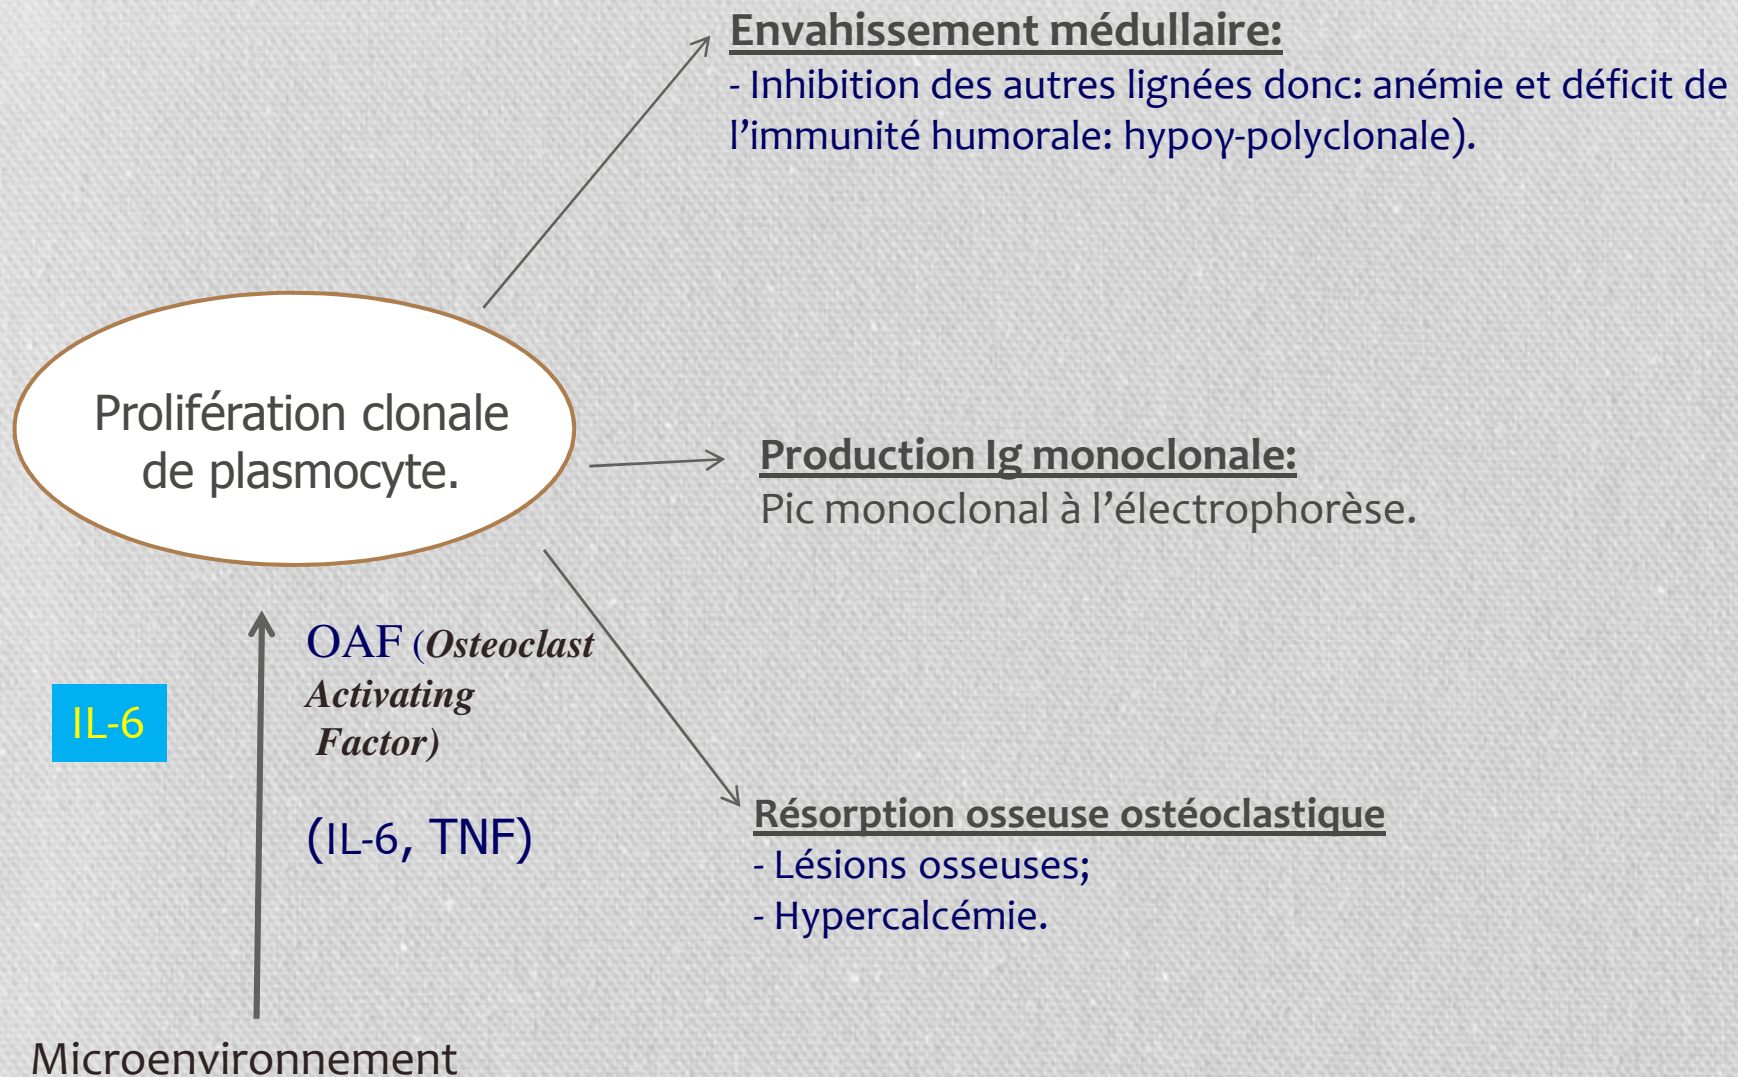 Envahissement médullaire:
- Inhibition des autres lignées donc: anémie et déficit de
l’immunité humorale: hypoγ-polyclonale).
Prolifération clonale
de plasmocyte.
Production Ig monoclonale:
Pic monoclonal à l’électrophorèse.
OAF (Osteoclast
Activating
Factor)
IL-6
(IL-6, TNF)
Résorption osseuse ostéoclastique
- Lésions osseuses;
- Hypercalcémie.
Microenvironnement